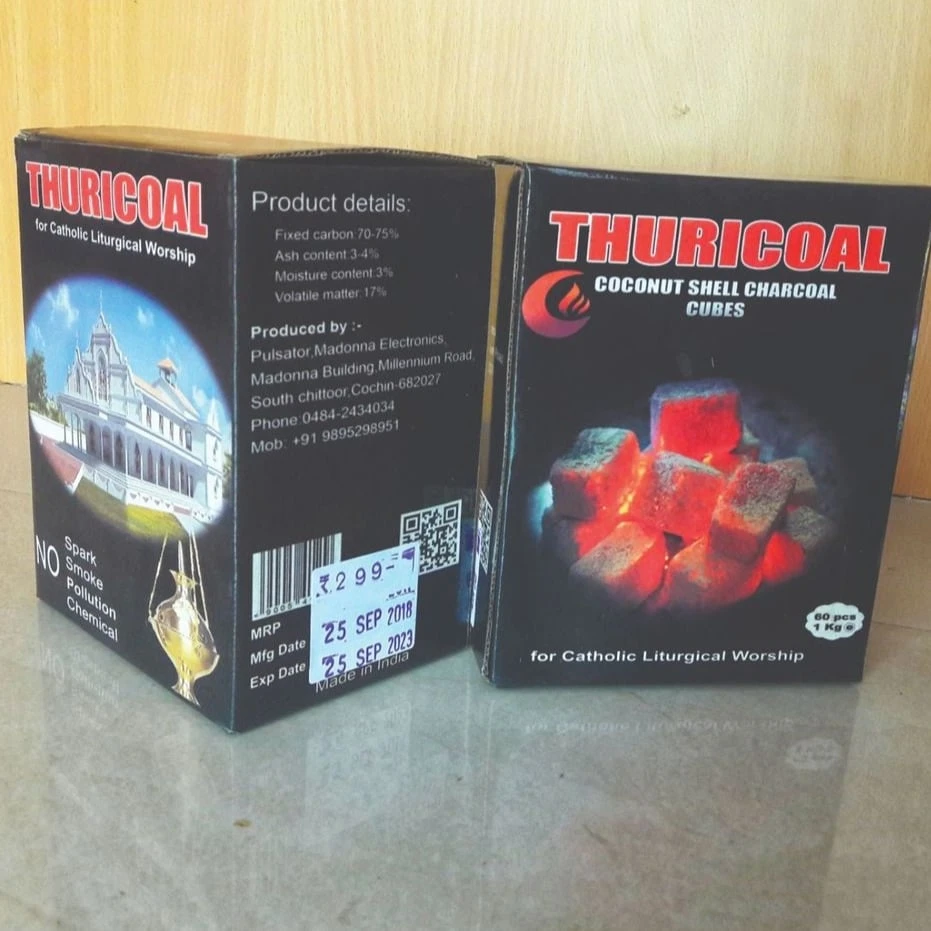 THURICOAL
for Catholic Liturgical Worship
NO
Spark
Smoke
Pollution
Chemical
Product details:
Fixed carbon:70-75%
Ash content:3-4%
Moisture content:3%
Volatile matter:17%
Produced by :-
Pulsator,Madonna Electronics,
Madonna Building,Millennium Road,
South chittoor,Cochin-682027
Phone:0484-2434034
Mob: +91 9895298951
MRP
₹299-
Mfg Date
25 SEP 2018
Exp Date
25 SEP 2023
Made in India
THURICOAL
COCONUT SHELL CHARCOAL
CUBES
60 pcs
1 Kg
for Catholic Liturgical Worship